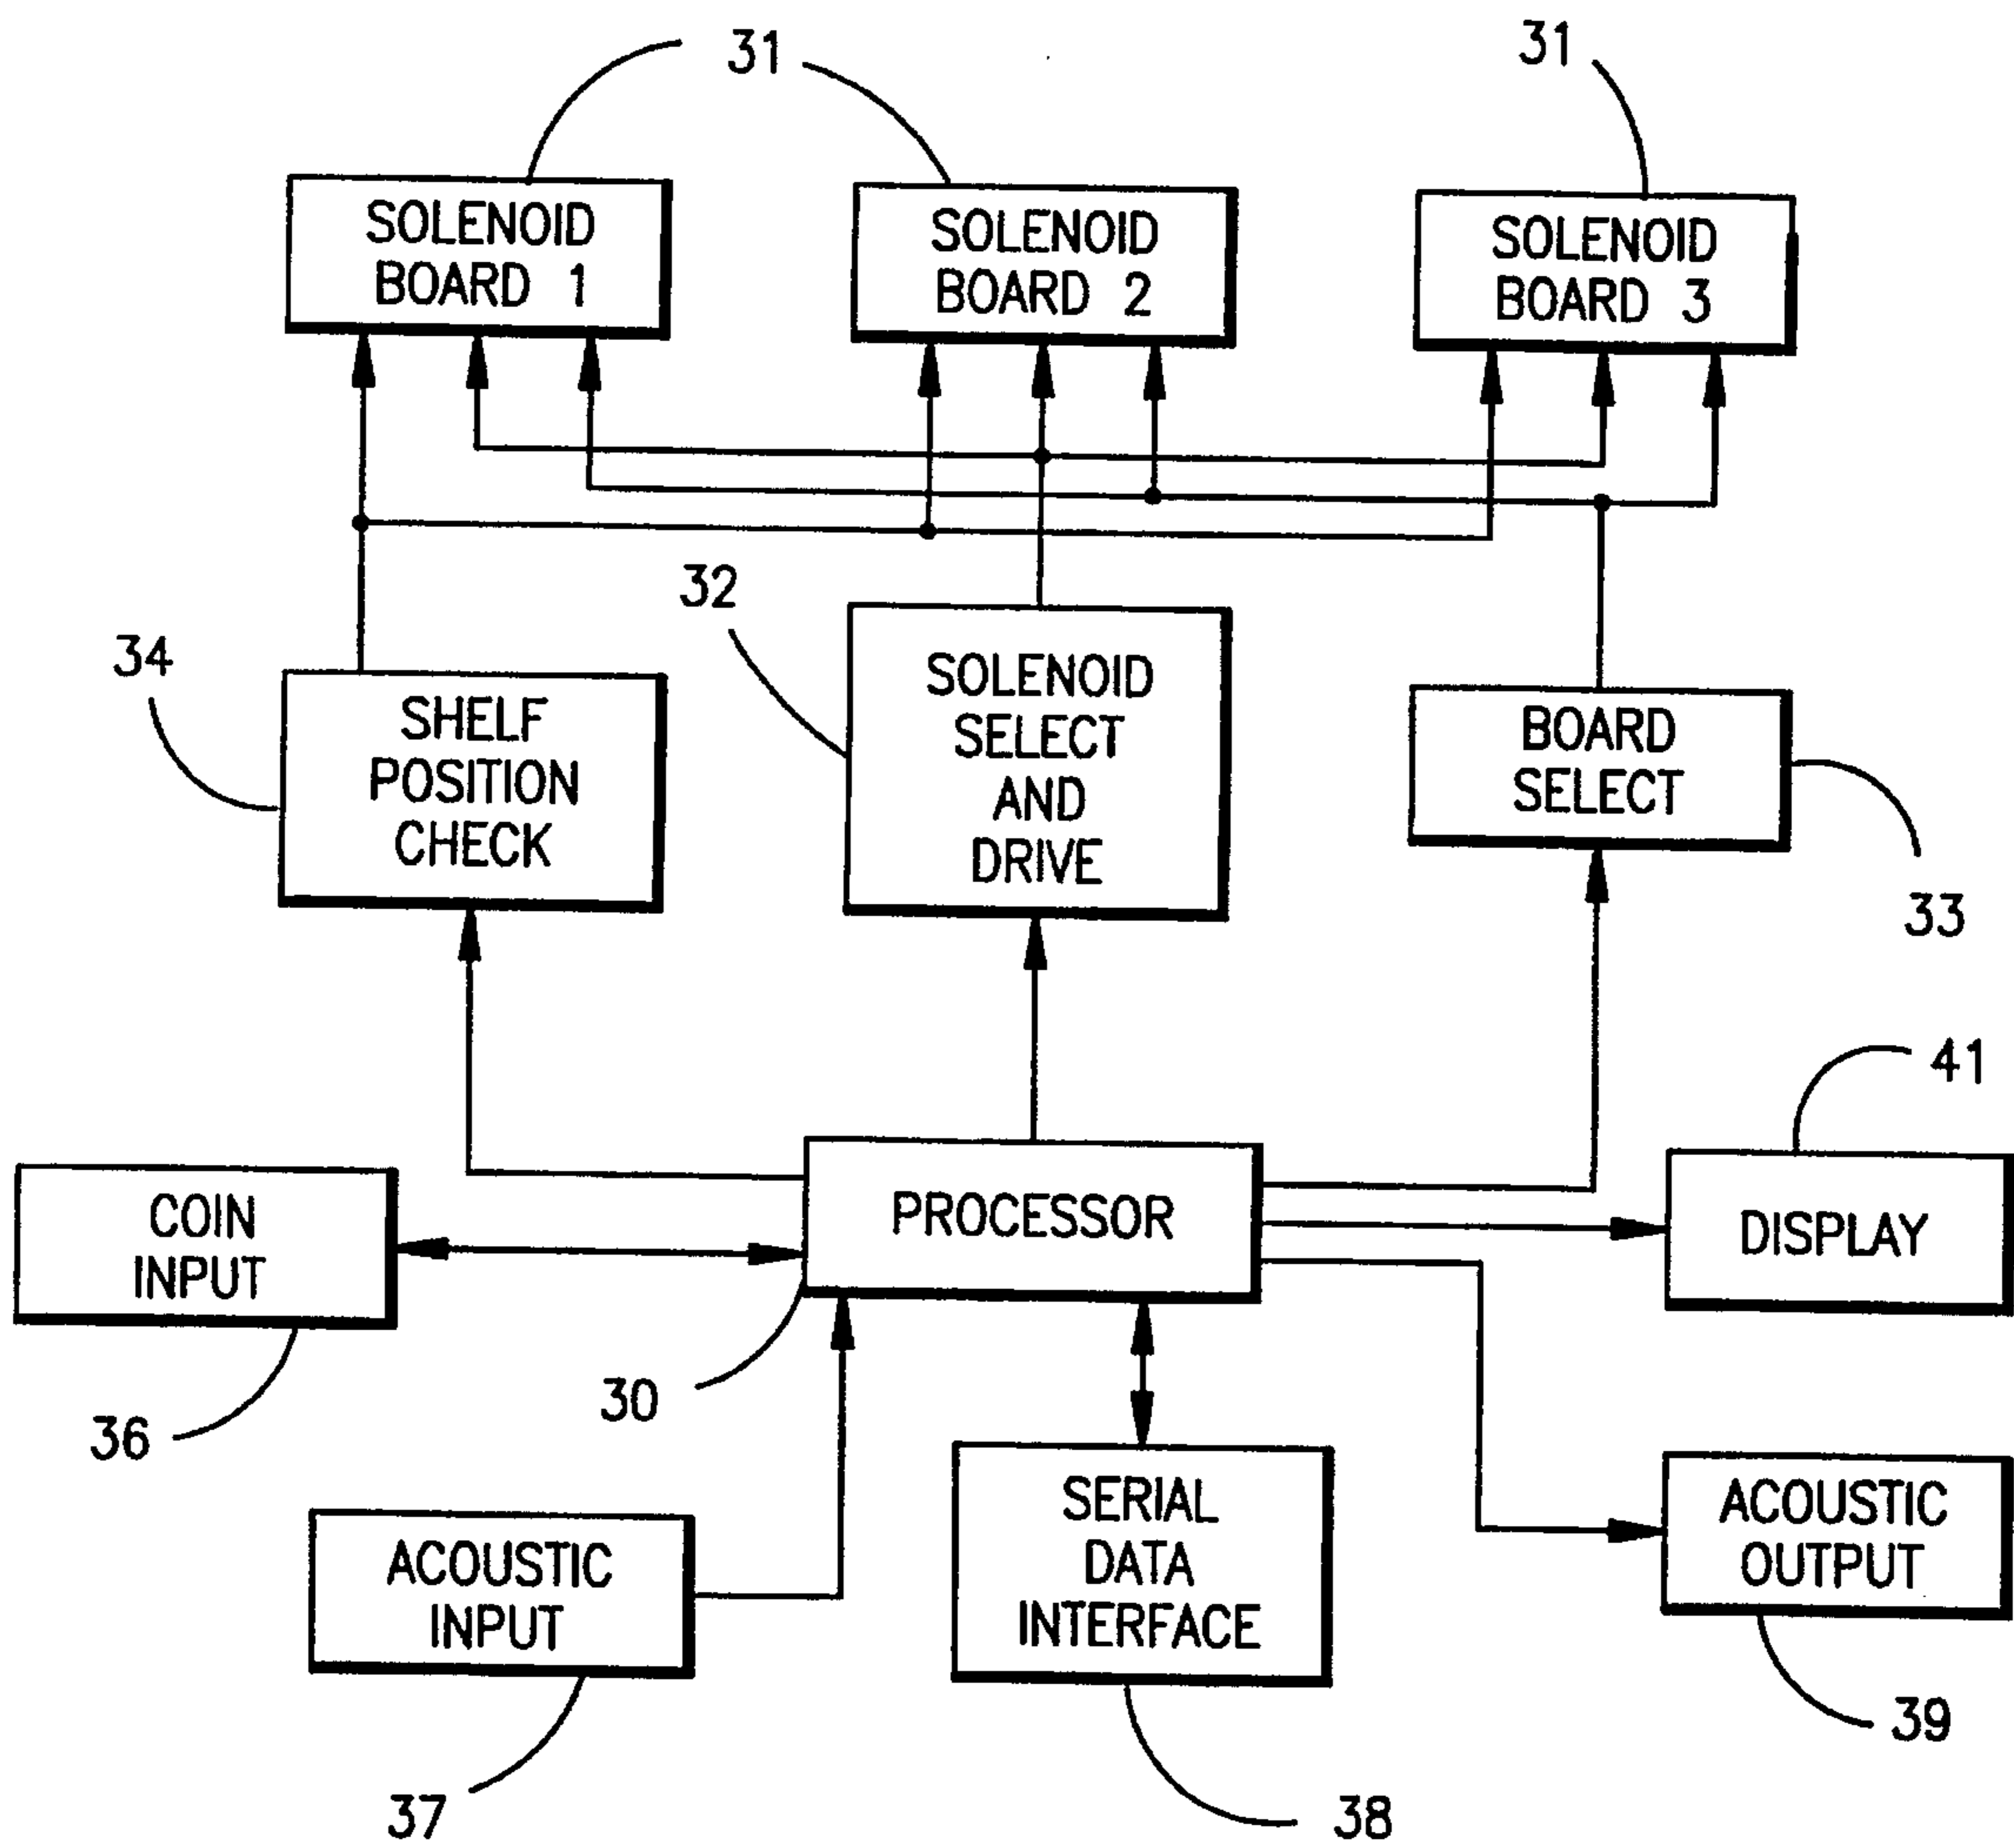 31
31
SOLENOID
BOARD 1
SOLENOID
BOARD 2
SOLENOID
BOARD 3
32
34
SHELF
POSITION
CHECK
SOLENOID
SELECT
AND
DRIVE
BOARD
SELECT
33
41
COIN
INPUT
PROCESSOR
DISPLAY
36
30
ACOUSTIC
INPUT
SERIAL
DATA
INTERFACE
ACOUSTIC
OUTPUT
37
38
39